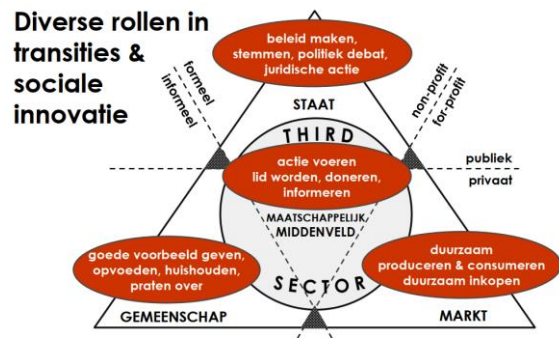 Diverse rollen in
transities &
sociale
innovatie
beleid maken,
stemmen, politiek debat,
juridische actie
formeel
informeel
STAAT
non-profit
for-profit
THIRD
actie voeren
lid worden, doneren,
informeren
publiek
privaat
MAATSCHAPPELIJK
MIDDENVELD
goede voorbeeld geven,
opvoeden, huishouden,
praten over
duurzaam
produceren & consumeren
duurzaam inkopen
SECTOR
GEMEENSCHAP
MARKT